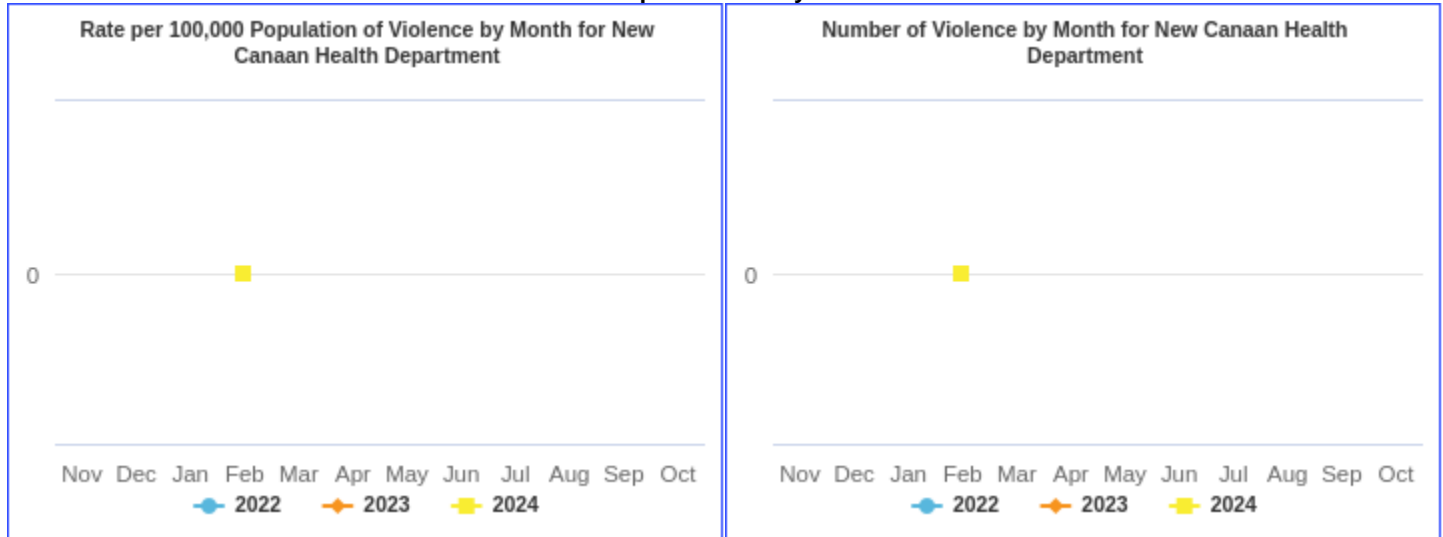 Rate per 100,000 Population of Violence by Month for New
Canaan Health Department
0
Nov Dec Jan Feb Mar Apr May Jun Jul Aug Sep Oct
2022 2023 2024
Number of Violence by Month for New Canaan Health
Department
0
Nov Dec Jan Feb Mar Apr May Jun Jul Aug Sep Oct
2022 2023 2024